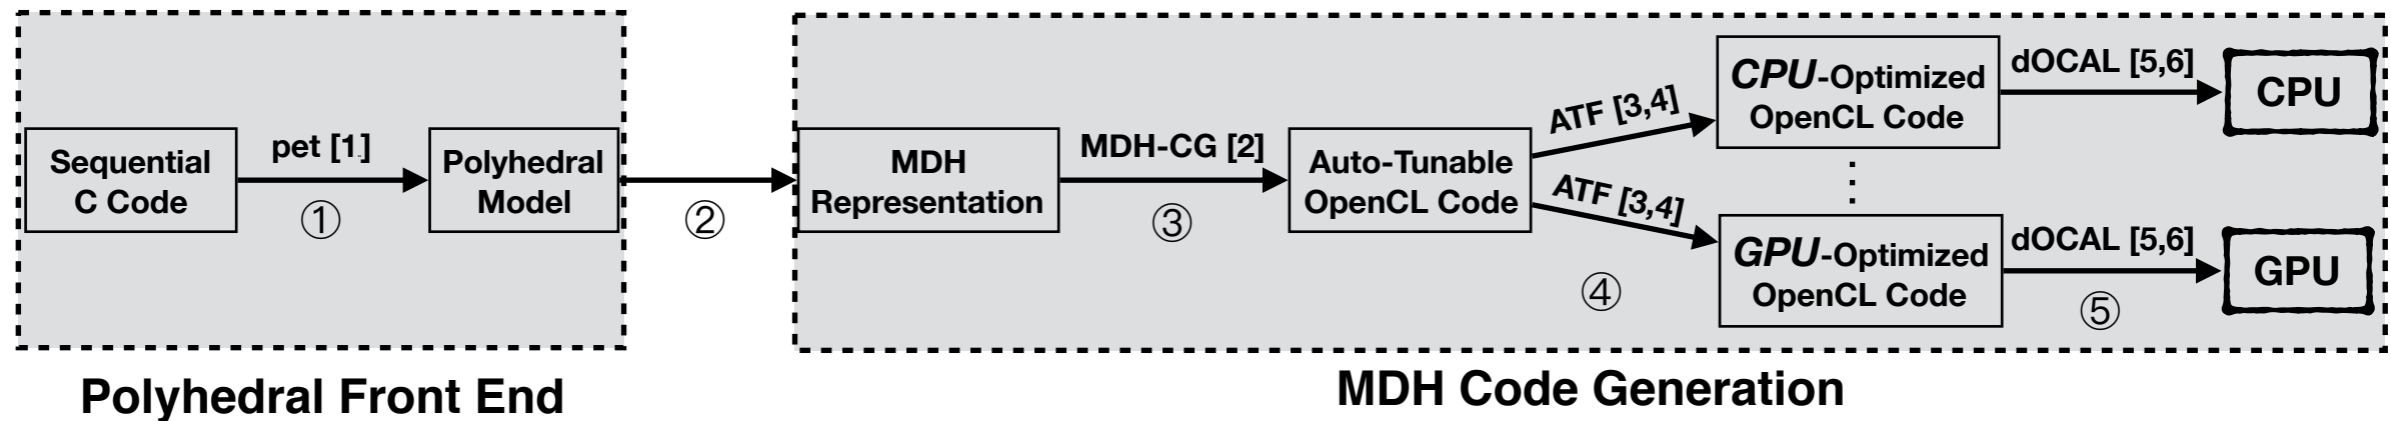 Sequential
C Code
pet [1]
①
Polyhedral
Model
②
MDH
Representation
MDH-CG [2]
③
Auto-Tunable
OpenCL Code
ATF [3,4]
ATF [3,4]
④
CPU-Optimized
OpenCL Code
GPU-Optimized
OpenCL Code
dOCAL [5,6]
dOCAL [5,6]
⑤
CPU
GPU
Polyhedral Front End
MDH Code Generation